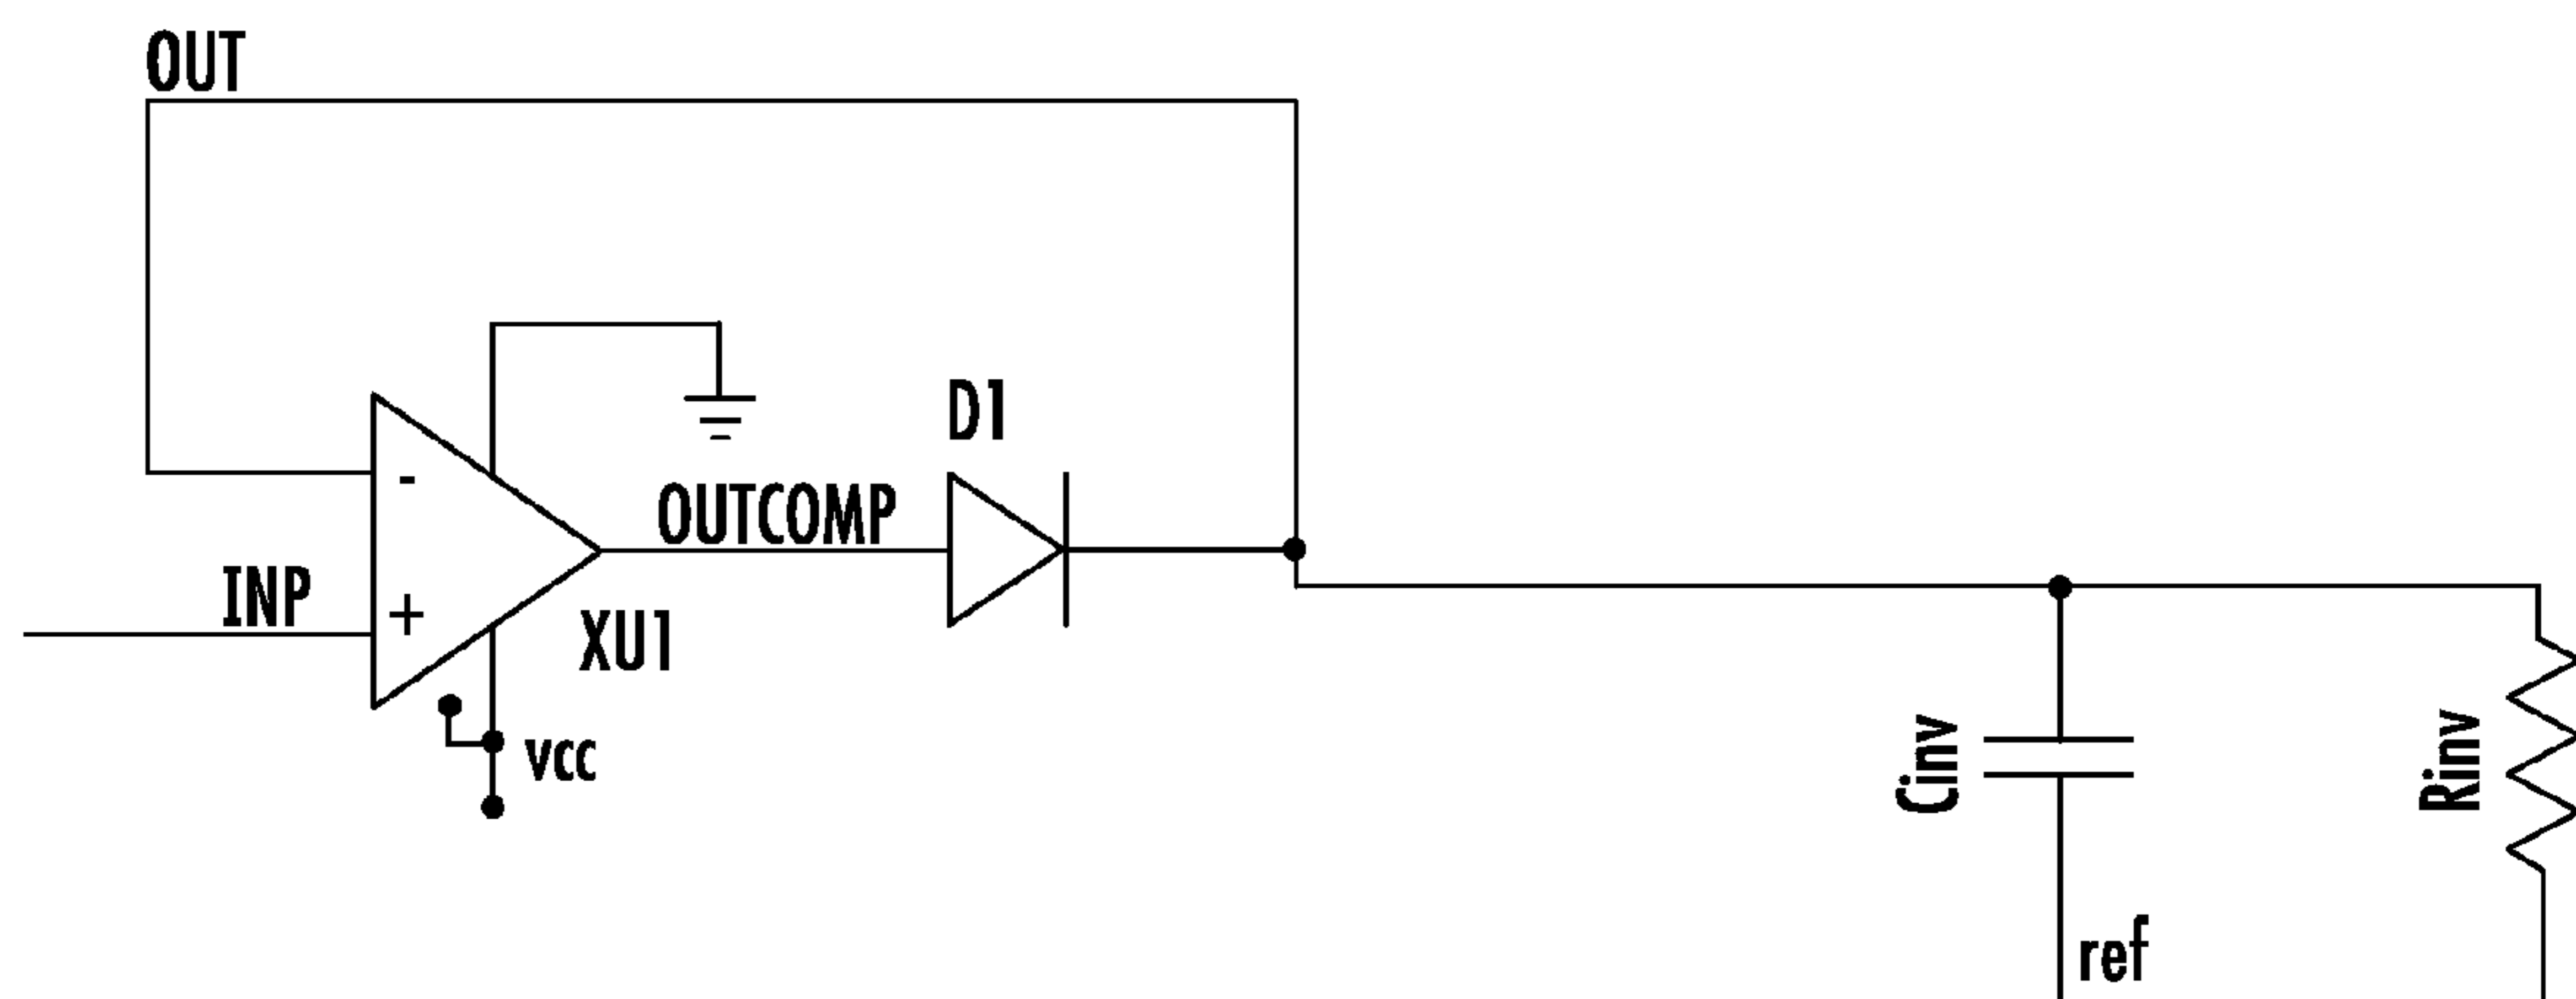 OUT
D1
OUTCOMP
-
INP
+
XU1
vcc
Cinv
Rinv
ref